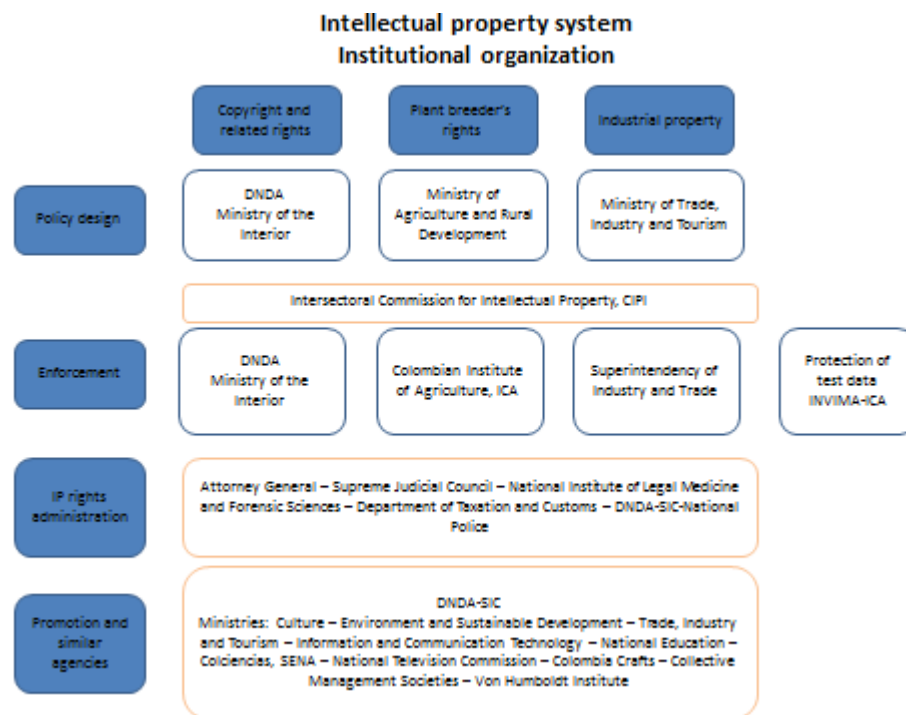 Intellectual property system
Institutional organization
Copyright and
related rights
Plant breeder's
rights
Industrial property
Policy design
DNDA
Ministry of the
Interior
Ministry of
Agriculture and Rural
Development
Ministry of Trade,
Industry and Tourism
Intersectoral Commission for Intellectual Property, CIPI
Enforcement
DNDA
Ministry of the
Interior
Colombian Institute
of Agriculture, ICA
Superintendency of
Industry and Trade
Protection of
test data
INVIMA-ICA
IP rights
administration
Attorney General – Supreme Judicial Council – National Institute of Legal Medicine
and Forensic Sciences – Department of Taxation and Customs – DNDA-SIC-National
Police
Promotion and
similar
agencies
DNDA-SIC
Ministries: Culture – Environment and Sustainable Development – Trade, Industry
and Tourism – Information and Communication Technology – National Education –
Colciencias, SENA – National Television Commission – Colombia Crafts – Collective
Management Societies – Von Humboldt Institute